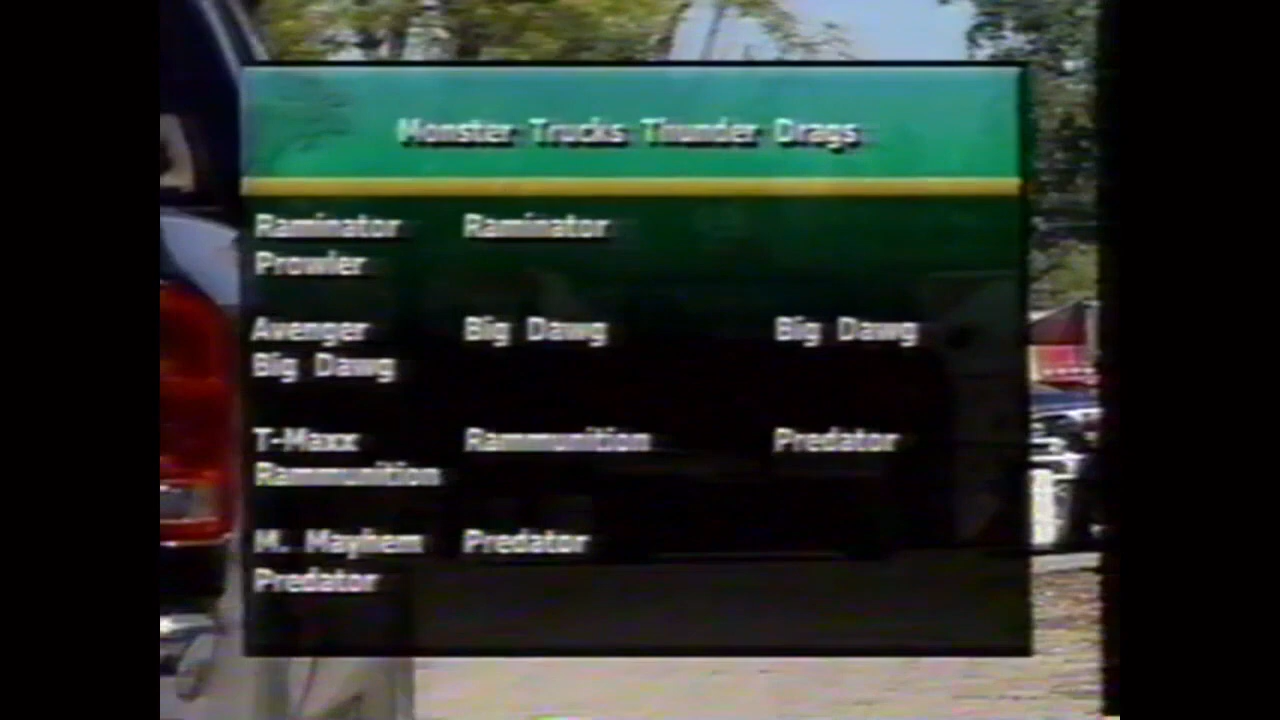 Monster Trucks Thunder Drags
Raminator Raminator
Prowler
Avenger Big Dawg Big Dawg
Big Dawg
T-Maxx Rammunition Predator
Rammunition
M. Mayhem Predator
Predator